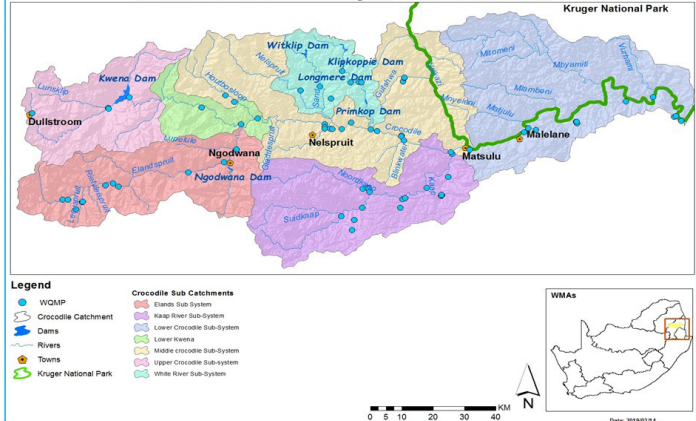 Kruger National Park
Witklip Dam
Klipkoppie Dam
Longmere Dam
Kwena Dam
Primkop Dam
Nelspruit
Houtbosloop
Lunsklip
Dullstroom
Lupelule
Elandspruit
Ngodwana
Ngodwana Dam
Nelspruit
Crocodile
Mitomeni
Mbyamiti
Mlambeni
Matjulu
Malelane
Matsulu
Noordkaap
Suidkaap
Kaap
Legend
WQMP
Crocodile Catchment
Dams
Rivers
Towns
Kruger National Park
Crocodile Sub Catchments
Elands Sub System
Kaap River Sub-System
Lower Crocodile Sub-System
Lower Kwena
Middle crocodile Sub-System
Upper Crocodile Sub-system
White River Sub-System
WMAs
N
0 5 10 20 30 40 KM